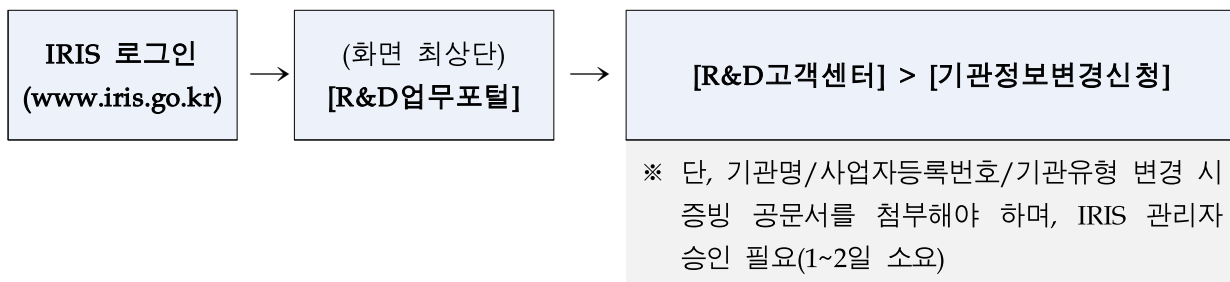 IRIS 로그인
(www.iris.go.kr)
→
(화면 최상단)
[R&D업무포털]
→
[R&D고객센터] > [기관정보변경신청]
※ 단, 기관명/사업자등록번호/기관유형 변경 시
증빙 공문서를 첨부해야 하며, IRIS 관리자
승인 필요(1~2일 소요)